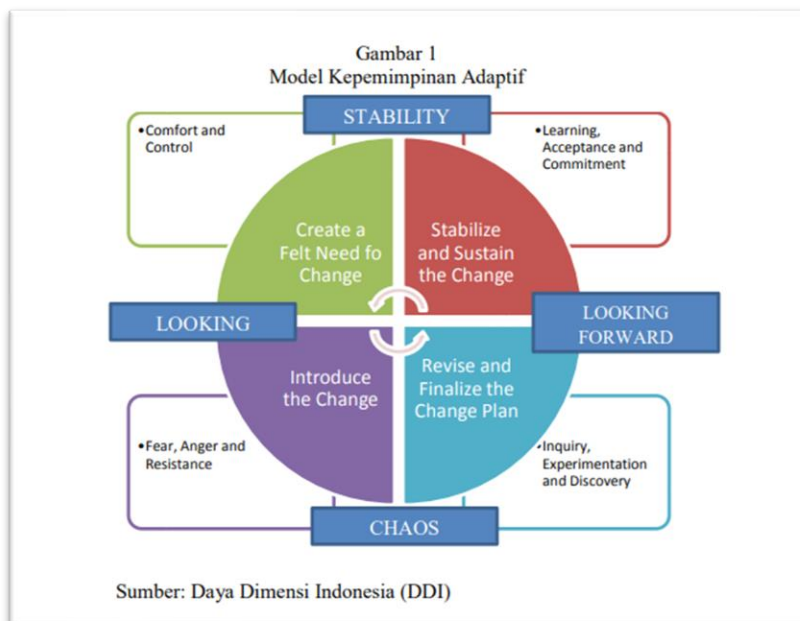 Gambar 1
Model Kepemimpinan Adaptif
STABILITY
•Comfort and
Control
•Learning,
Acceptance and
Commitment
Create a
Felt Need fo
Change
Stabilize
and Sustain
the Change
LOOKING
LOOKING
FORWARD
Introduce
the Change
Revise and
Finalize the
Change Plan
•Fear, Anger and
Resistance
•Inquiry,
Experimentation
and Discovery
CHAOS
Sumber: Daya Dimensi Indonesia (DDI)